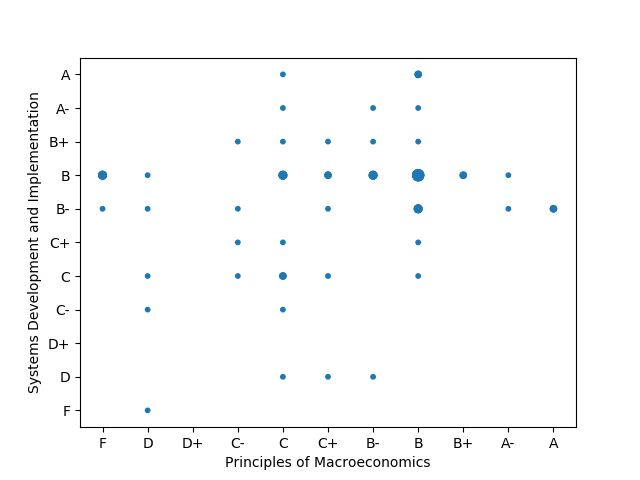 Systems Development and Implementation
A
A-
B+
B
B-
C+
C
C-
D+
D
F
F D D+ C- C C+ B- B B+ A- A
Principles of Macroeconomics